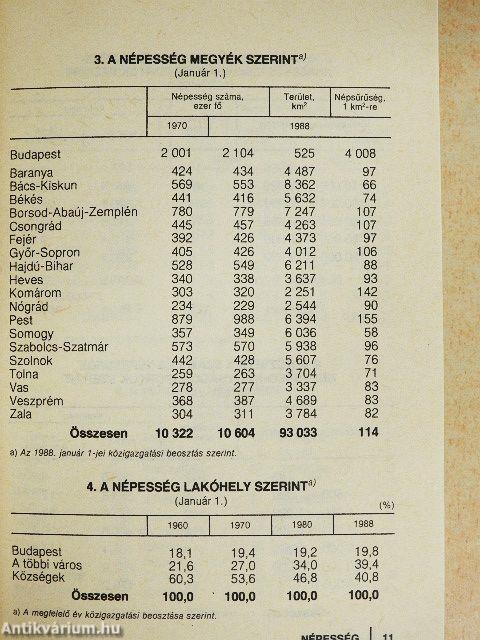 3. A NÉPESSÉG MEGYÉK SZERINT a)
(Január 1.)
Népesség száma, ezer fő Terület, km² Népsűrűség, 1 km²-re
1970 1988
Budapest 2 001 2 104 525 4 008
Baranya 424 434 4 487 97
Bács-Kiskun 569 553 8 362 66
Békés 441 416 5 632 74
Borsod-Abaúj-Zemplén 780 779 7 247 107
Csongrád 445 457 4 263 107
Fejér 392 426 4 373 97
Győr-Sopron 405 426 4 012 106
Hajdú-Bihar 528 549 6 211 88
Heves 340 338 3 637 93
Komárom 303 320 2 251 142
Nógrád 234 229 2 544 90
Pest 879 988 6 394 155
Somogy 357 349 6 036 58
Szabolcs-Szatmár 573 570 5 938 96
Szolnok 442 428 5 607 76
Tolna 259 263 3 704 71
Vas 278 277 3 337 83
Veszprém 368 387 4 689 83
Zala 304 311 3 784 82
Összesen 10 322 10 604 93 033 114
a) Az 1988. január 1-jei közigazgatási beosztás szerint.
4. A NÉPESSÉG LAKÓHELY SZERINT a)
(Január 1.)
(%)
1960 1970 1980 1988
Budapest 18,1 19,4 19,2 19,8
A többi város 21,6 27,0 34,0 39,4
Községek 60,3 53,6 46,8 40,8
Összesen 100,0 100,0 100,0 100,0
a) A megfelelő év közigazgatási beosztása szerint.
NÉPESSÉG 11
Antikvárium.hu